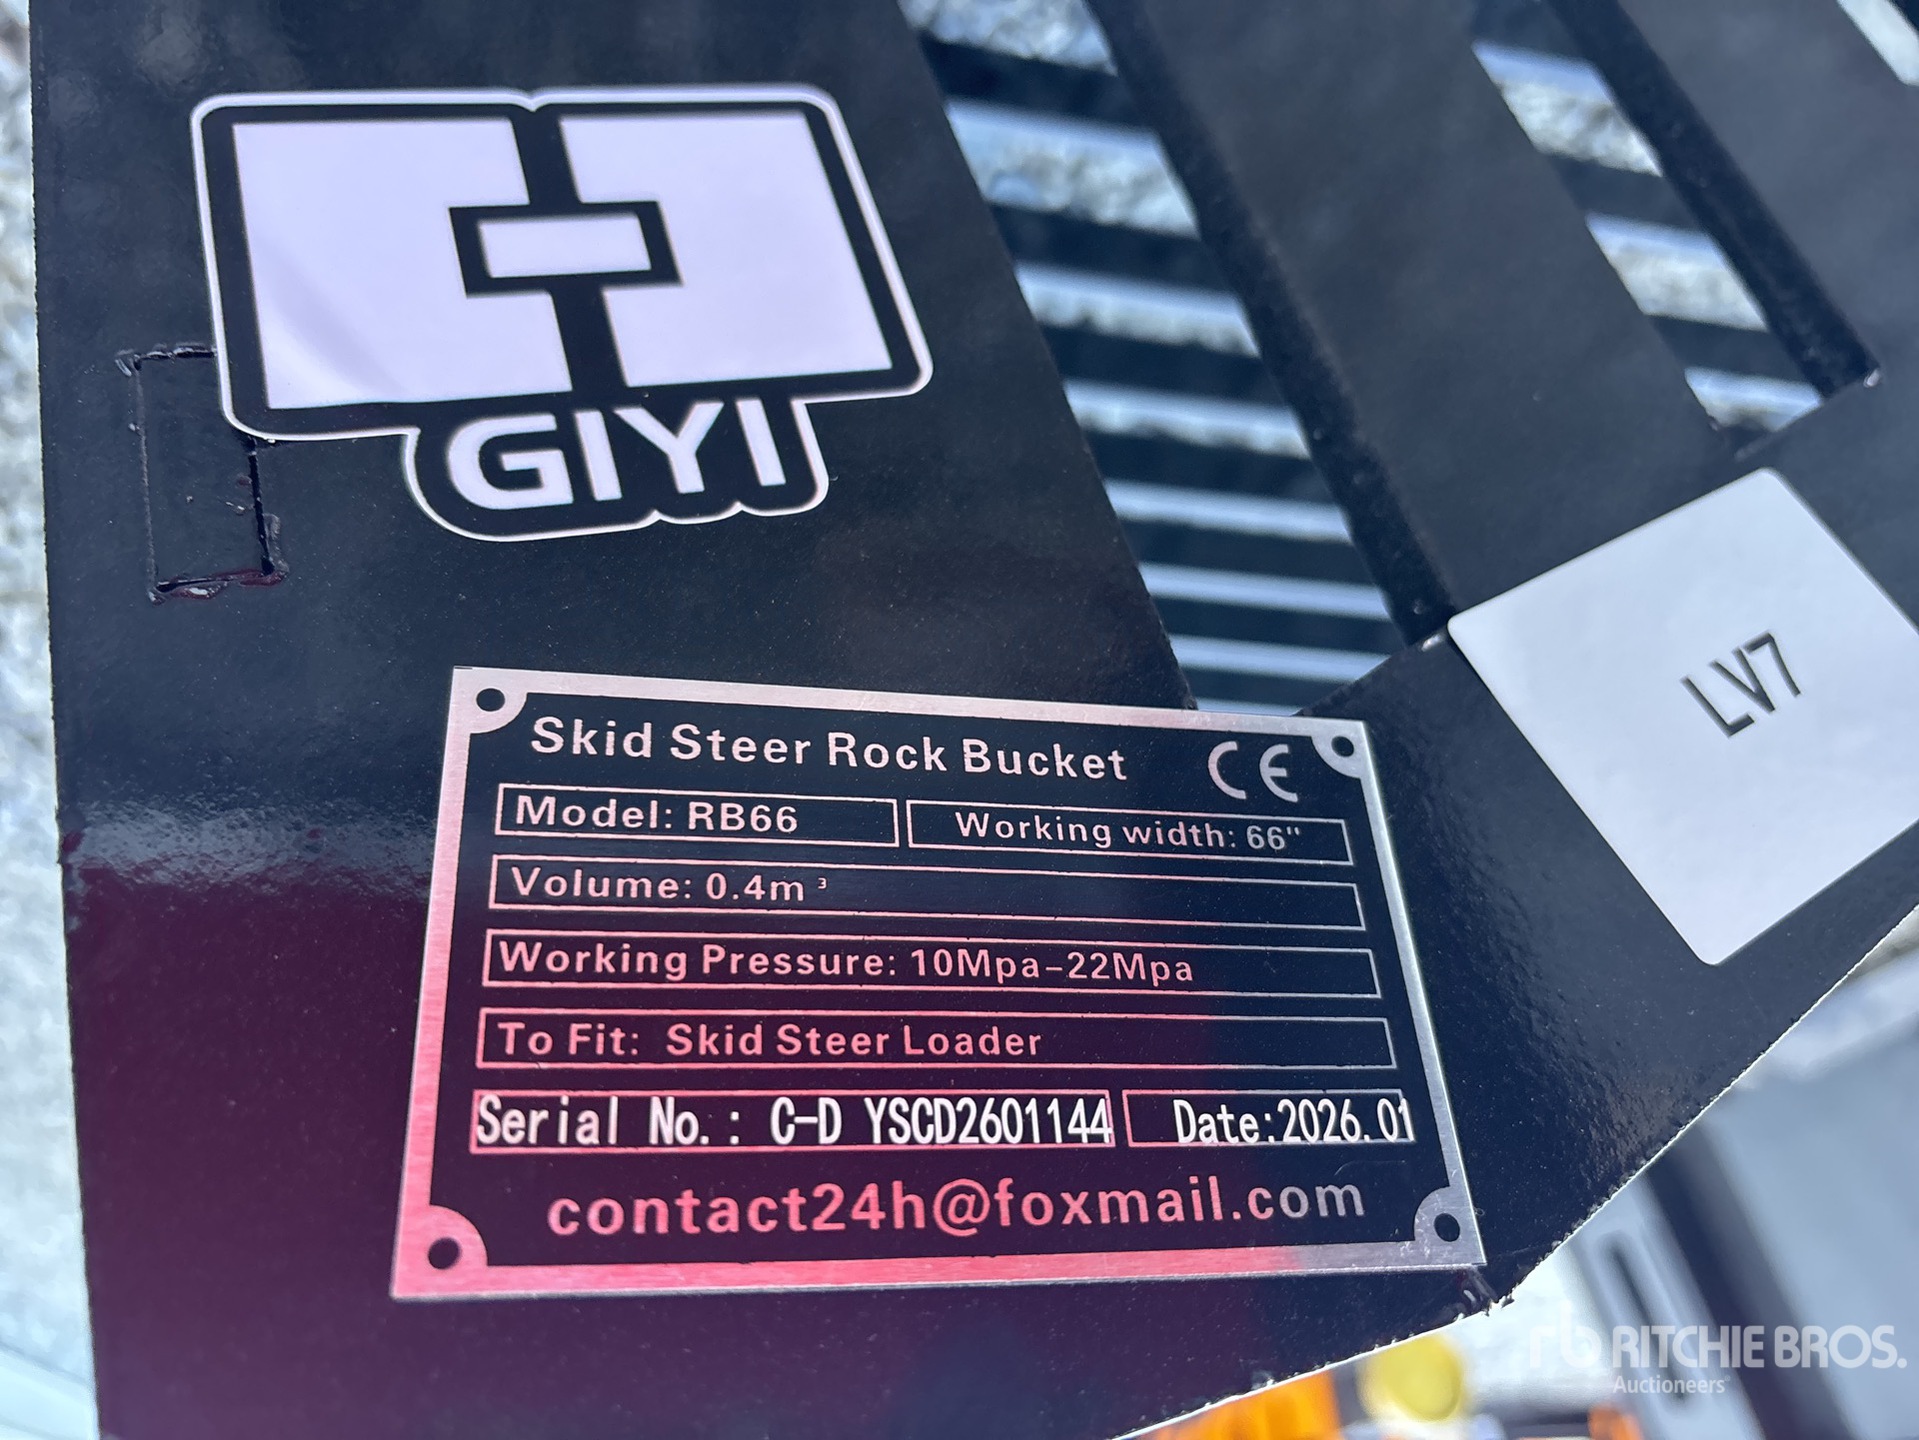 GIYI
LV7
Skid Steer Rock Bucket CE
Model: RB66 Working width: 66"
Volume: 0.4m³
Working Pressure: 10Mpa-22Mpa
To Fit: Skid Steer Loader
Serial No.: C-D YSCD2601144 Date:2026.01
contact24h@foxmail.com
rb RITCHIE BROS.
Auctioneers